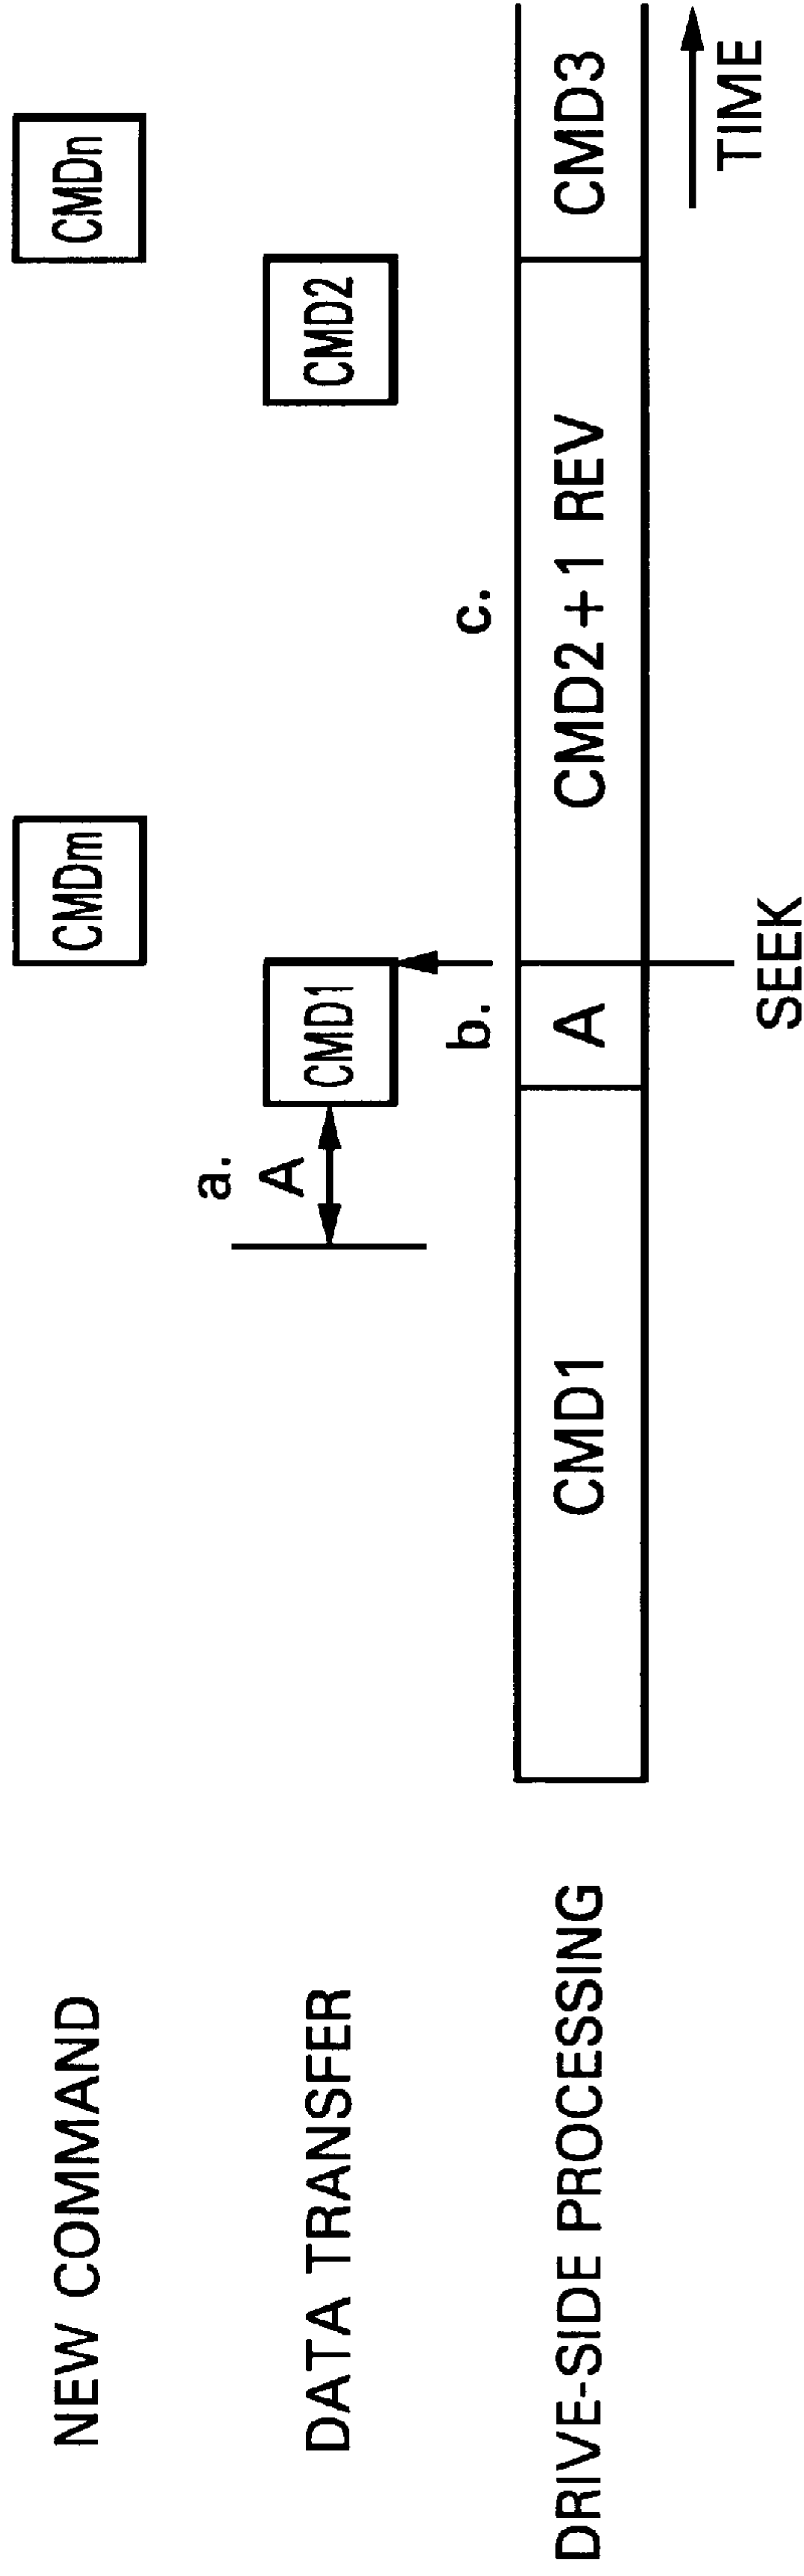 NEW COMMAND
CMDm
CMDn
DATA TRANSFER
a.
A
CMD1
CMD2
b.
c.
DRIVE-SIDE PROCESSING
CMD1
A
CMD2+1 REV
CMD3
SEEK
TIME